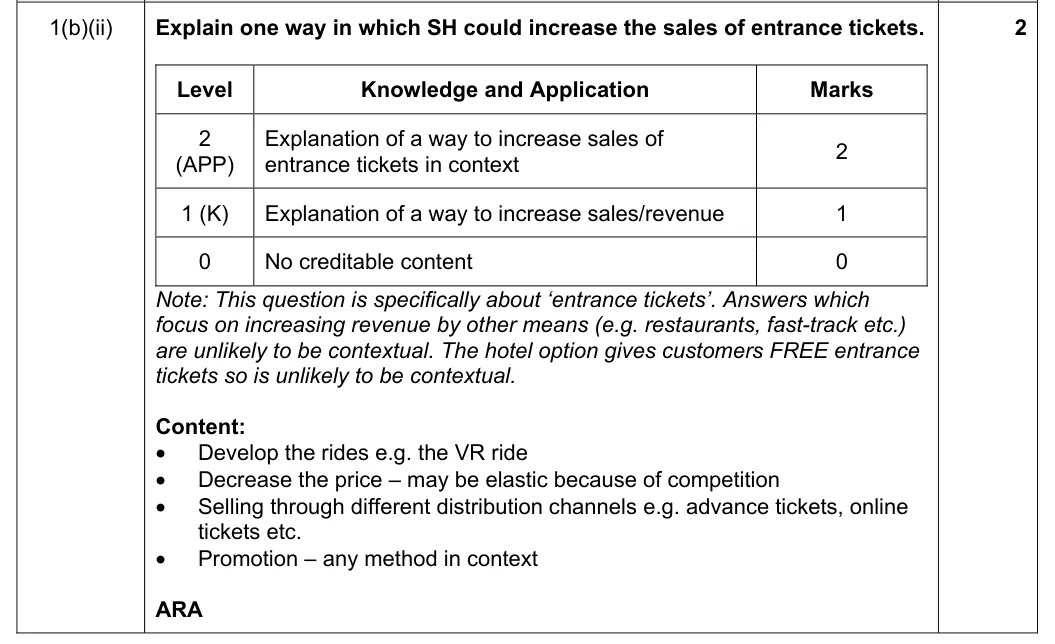 1(b)(ii) Explain one way in which SH could increase the sales of entrance tickets. 2
Level Knowledge and Application Marks
2 (APP) Explanation of a way to increase sales of entrance tickets in context 2
1 (K) Explanation of a way to increase sales/revenue 1
0 No creditable content 0
Note: This question is specifically about ‘entrance tickets’. Answers which
focus on increasing revenue by other means (e.g. restaurants, fast-track etc.)
are unlikely to be contextual. The hotel option gives customers FREE entrance
tickets so is unlikely to be contextual.
Content:
• Develop the rides e.g. the VR ride
• Decrease the price – may be elastic because of competition
• Selling through different distribution channels e.g. advance tickets, online
tickets etc.
• Promotion – any method in context
ARA